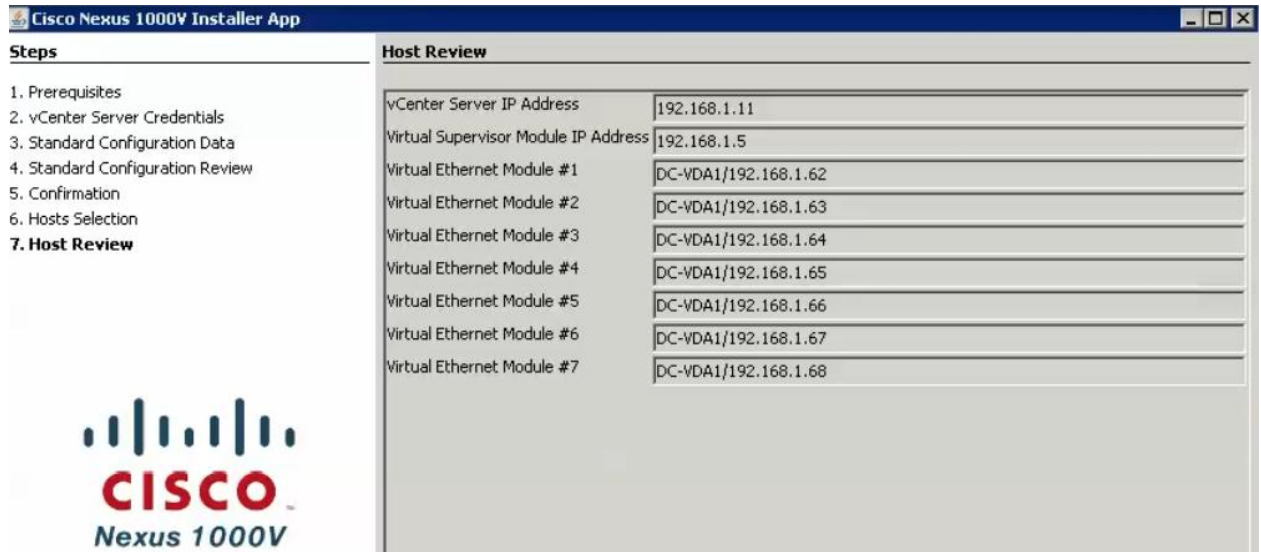 Cisco Nexus 1000V Installer App
Steps
1. Prerequisites
2. vCenter Server Credentials
3. Standard Configuration Data
4. Standard Configuration Review
5. Confirmation
6. Hosts Selection
7. Host Review
CISCO
Nexus 1000V
Host Review
vCenter Server IP Address 192.168.1.11
Virtual Supervisor Module IP Address 192.168.1.5
Virtual Ethernet Module #1 DC-VDA1/192.168.1.62
Virtual Ethernet Module #2 DC-VDA1/192.168.1.63
Virtual Ethernet Module #3 DC-VDA1/192.168.1.64
Virtual Ethernet Module #4 DC-VDA1/192.168.1.65
Virtual Ethernet Module #5 DC-VDA1/192.168.1.66
Virtual Ethernet Module #6 DC-VDA1/192.168.1.67
Virtual Ethernet Module #7 DC-VDA1/192.168.1.68